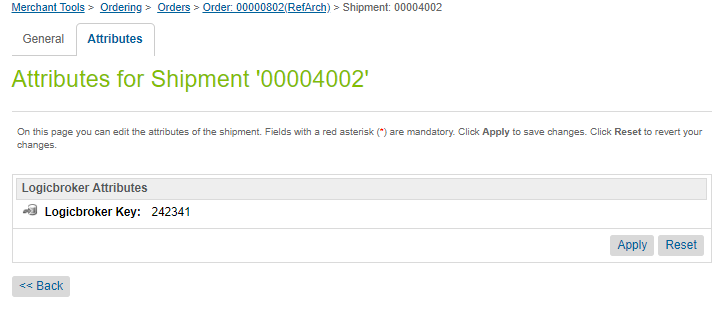 Merchant Tools > Ordering > Orders > Order: 00000802(RefArch) > Shipment: 00004002
General Attributes
Attributes for Shipment '00004002'
On this page you can edit the attributes of the shipment. Fields with a red asterisk (*) are mandatory. Click Apply to save changes. Click Reset to revert your
changes.
Logicbroker Attributes
Logicbroker Key: 242341
Apply Reset
<< Back